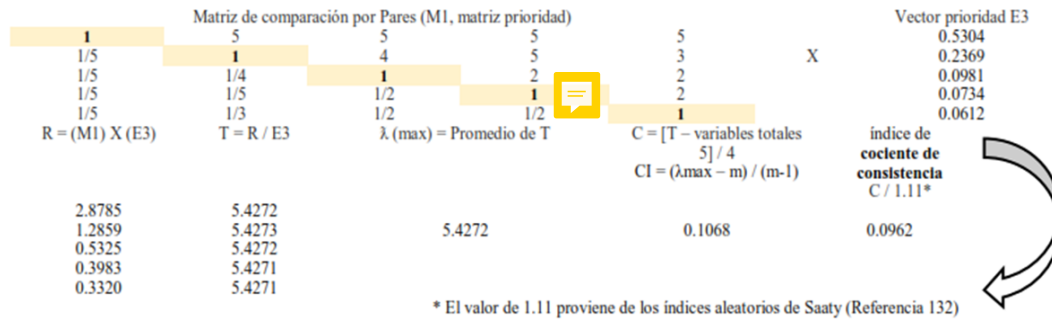 Matriz de comparación por Pares (M1, matriz prioridad) Vector prioridad E3
1 5 5 5 5 0.5304
1/5 1 4 5 3 X 0.2369
1/5 1/4 1 2 2 0.0981
1/5 1/5 1/2 1 2 0.0734
1/5 1/3 1/2 1/2 1 0.0612
R = (M1) X (E3) T = R / E3 λ (max) = Promedio de T C = [T – variables totales índice de
5] / 4 cociente de
CI = (λmax – m) / (m-1) consistencia
C / 1.11*
2.8785 5.4272
1.2859 5.4273 5.4272 0.1068 0.0962
0.5325 5.4272
0.3983 5.4271
0.3320 5.4271
* El valor de 1.11 proviene de los índices aleatorios de Saaty (Referencia 132)